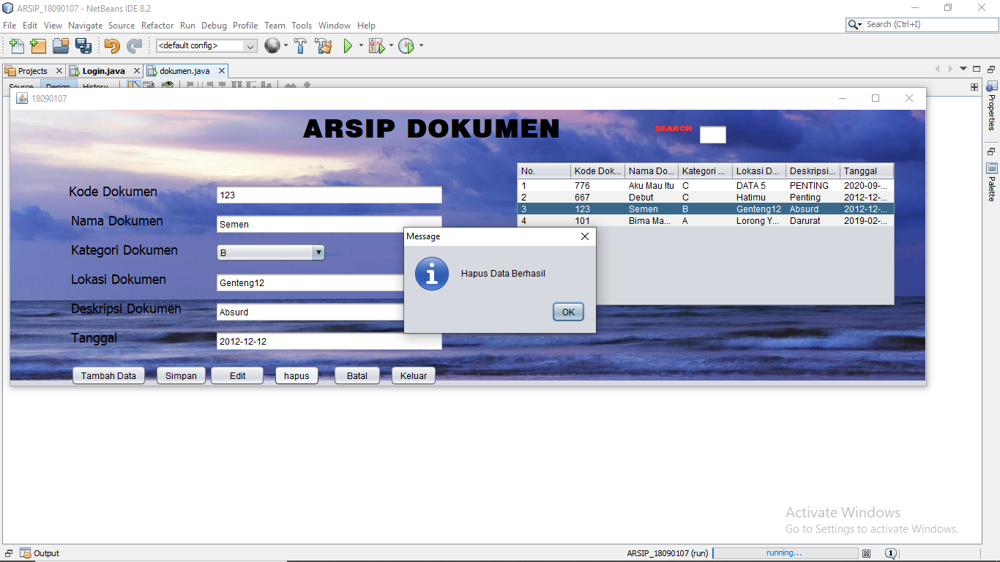 ARSIP_18090107 - NetBeans IDE 8.2
File Edit View Navigate Source Refactor Run Debug Profile Team Tools Window Help
Search (Ctrl+I)
<default config>
Projects Login.java dokumen.java
Source Design History
Properties
Palette
18090107
ARSIP DOKUMEN
SEARCH
Kode Dokumen 123
Nama Dokumen Semen
Kategori Dokumen B
Lokasi Dokumen Genteng12
Deskripsi Dokumen Absurd
Tanggal 2012-12-12
No. Kode Dok... Nama Do... Kategori ... Lokasi D... Deskripsi... Tanggal
1 776 Aku Mau Itu C DATA 5 PENTING 2020-09-...
2 667 Debut C Hatimu Penting 2012-12-...
3 123 Semen B Genteng12 Absurd 2012-12-...
4 101 Bima Ma... A Lorong Y... Darurat 2019-02-...
Message
Hapus Data Berhasil
OK
Tambah Data Simpan Edit hapus Batal Keluar
Activate Windows
Go to Settings to activate Windows.
Output
ARSIP_18090107 (run) running... 1